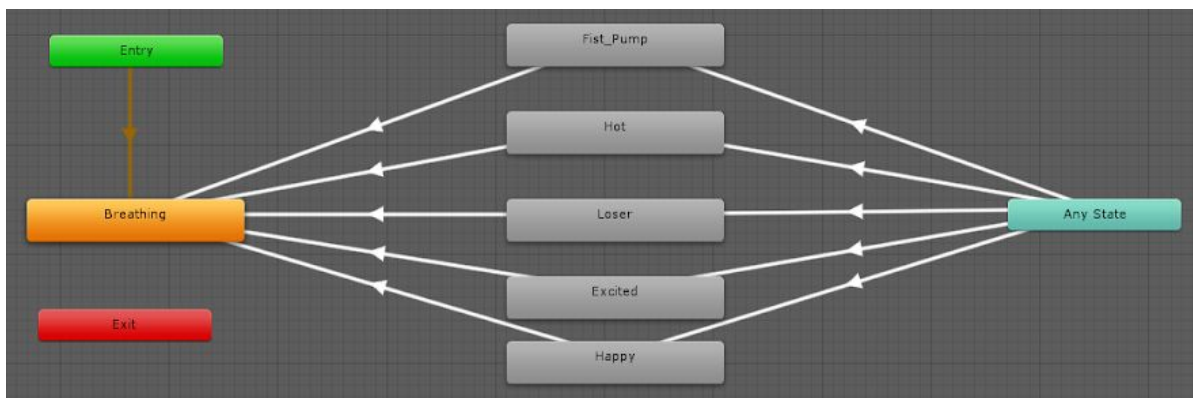 Entry
Fist_Pump
Hot
Breathing
Loser
Any State
Excited
Exit
Happy